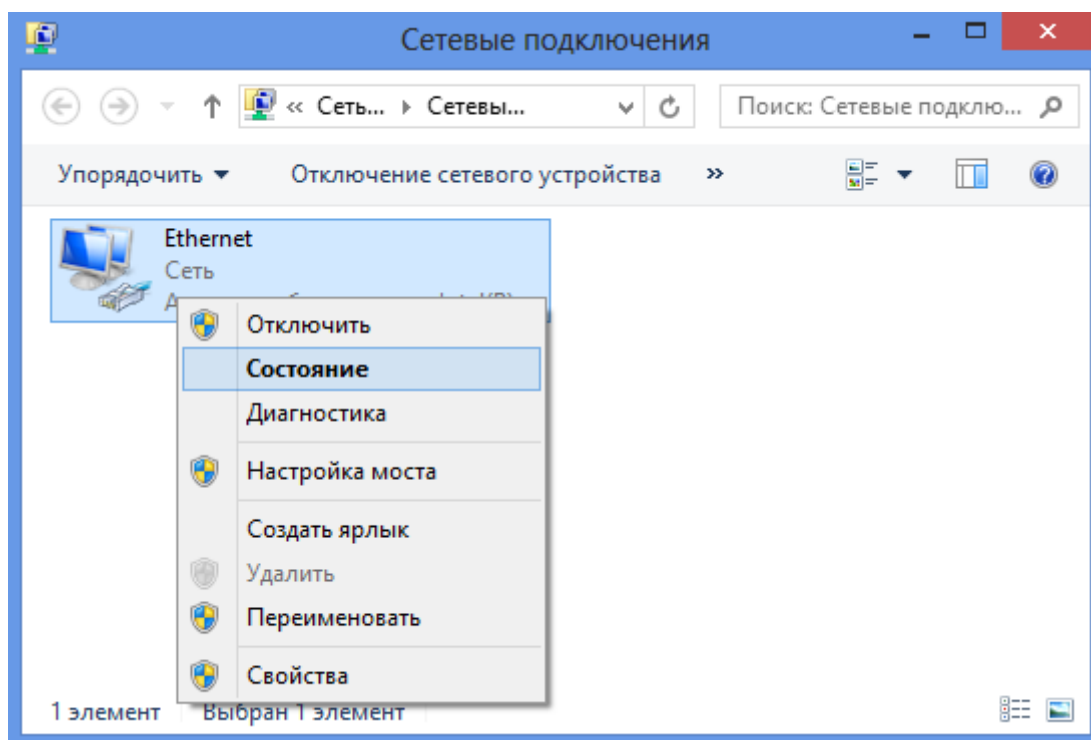 Сетевые подключения
« Сеть... Сетевы...
Поиск: Сетевые подклю...
Упорядочить Отключение сетевого устройства »
Ethernet
Сеть
Отключить
Состояние
Диагностика
Настройка моста
Создать ярлык
Удалить
Переименовать
Свойства
1 элемент Выбран 1 элемент